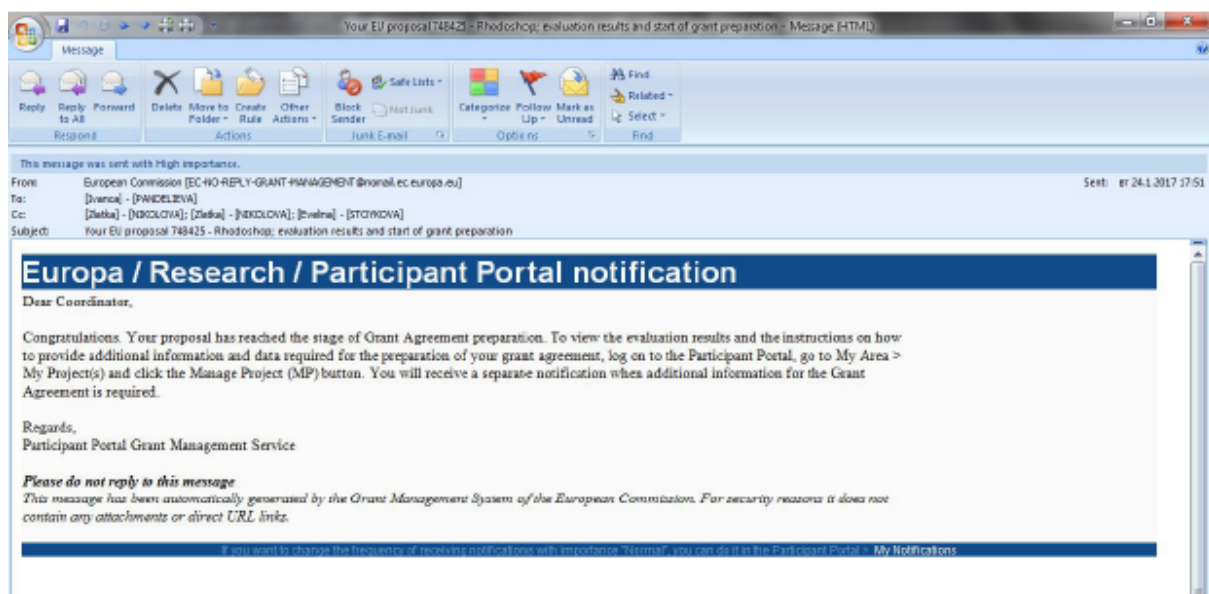 Your EU proposal 748425 - Rhodoshop; evaluation results and start of grant preparation - Message (HTML)
Message
Reply
Reply to All
Forward
Respond
Delete
Move to Folder
Create Rule
Other Actions
Actions
Block Sender
Safe Lists
Not Junk
Junk E-mail
Categorize
Follow Up
Mark as Unread
Options
Find
Related
Select
Find
This message was sent with High importance.
From: European Commission [EC-NO-REPLY-GRANT-MANAGEMENT@nomail.ec.europa.eu]
Sent: вт 24.1.2017 17:51
To: [Ivanca] - [PANDELIEVA]
Cc: [Zlatka] - [NIKOLOVA]; [Zlatka] - [NIKOLOVA]; [Evelina] - [STOYKOVA]
Subject: Your EU proposal 748425 - Rhodoshop; evaluation results and start of grant preparation
Europa / Research / Participant Portal notification
Dear Coordinator,
Congratulations. Your proposal has reached the stage of Grant Agreement preparation. To view the evaluation results and the instructions on how
to provide additional information and data required for the preparation of your grant agreement, log on to the Participant Portal, go to My Area >
My Project(s) and click the Manage Project (MP) button. You will receive a separate notification when additional information for the Grant
Agreement is required.
Regards,
Participant Portal Grant Management Service
Please do not reply to this message
This message has been automatically generated by the Grant Management System of the European Commission. For security reasons it does not
contain any attachments or direct URL links.
If you want to change the frequency of receiving notifications with importance "Normal", you can do it in the Participant Portal > My Notifications